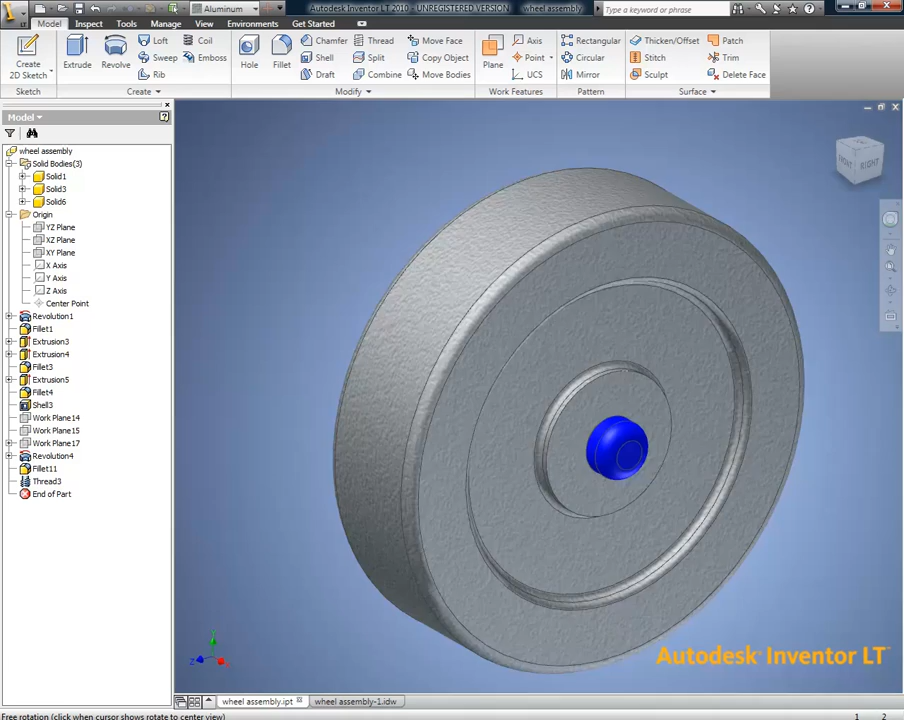 Aluminum
Autodesk Inventor LT 2010 - UNREGISTERED VERSION
wheel assembly
Type a keyword or phrase
Model
Inspect
Tools
Manage
View
Environments
Get Started
Create
2D Sketch
Sketch
Extrude
Revolve
Loft
Sweep
Rib
Coil
Emboss
Create
Hole
Fillet
Chamfer
Shell
Draft
Thread
Split
Combine
Move Face
Copy Object
Move Bodies
Modify
Plane
Axis
Point
UCS
Work Features
Rectangular
Circular
Mirror
Pattern
Thicken/Offset
Stitch
Sculpt
Patch
Trim
Delete Face
Surface
Model
wheel assembly
Solid Bodies(3)
Solid1
Solid3
Solid6
Origin
YZ Plane
XZ Plane
XY Plane
X Axis
Y Axis
Z Axis
Center Point
Revolution1
Fillet1
Extrusion3
Extrusion4
Fillet3
Extrusion5
Fillet4
Shell3
Work Plane14
Work Plane15
Work Plane17
Revolution4
Fillet11
Thread3
End of Part
FRONT
RIGHT
Z
Autodesk Inventor LT™
wheel assembly.ipt
wheel assembly-1.idw
Free rotation (click when cursor shows rotate to center view)
1
2